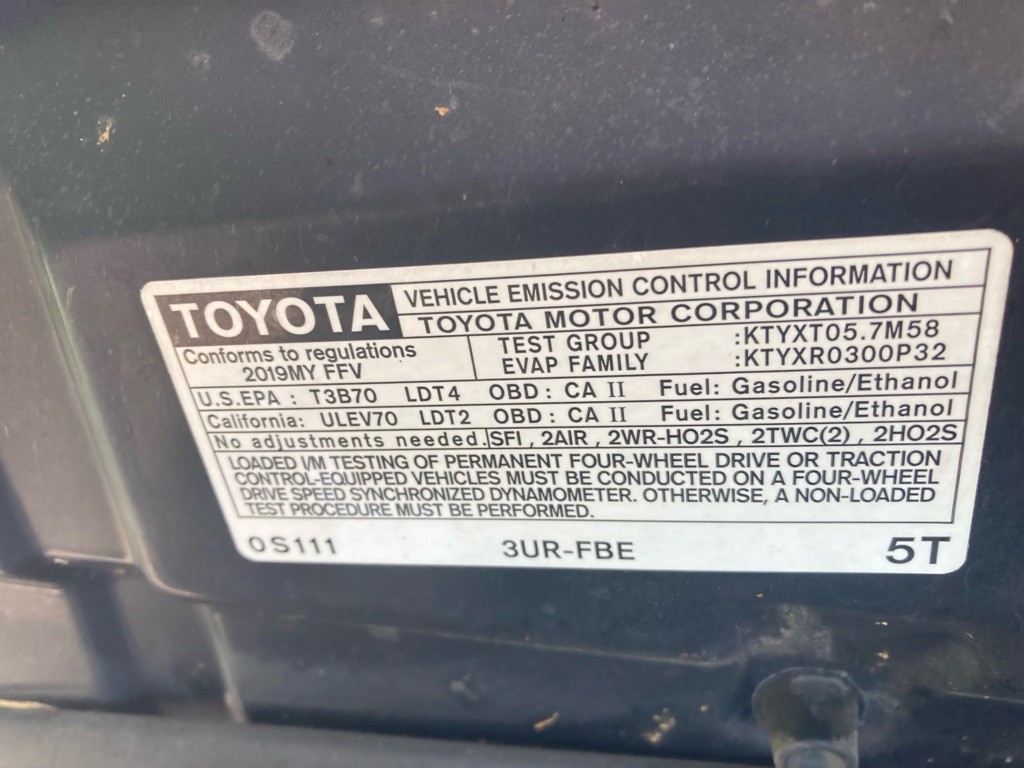 TOYOTA
VEHICLE EMISSION CONTROL INFORMATION
TOYOTA MOTOR CORPORATION
Conforms to regulations
2019MY FFV
TEST GROUP :KTYXT05.7M58
EVAP FAMILY :KTYXR0300P32
U.S.EPA : T3B70 LDT4 OBD : CA II Fuel: Gasoline/Ethanol
California: ULEV70 LDT2 OBD : CA II Fuel: Gasoline/Ethanol
No adjustments needed. SFI , 2AIR , 2WR-HO2S , 2TWC(2) , 2HO2S
LOADED I/M TESTING OF PERMANENT FOUR-WHEEL DRIVE OR TRACTION
CONTROL-EQUIPPED VEHICLES MUST BE CONDUCTED ON A FOUR-WHEEL
DRIVE SPEED SYNCHRONIZED DYNAMOMETER. OTHERWISE, A NON-LOADED
TEST PROCEDURE MUST BE PERFORMED.
0S111 3UR-FBE 5T